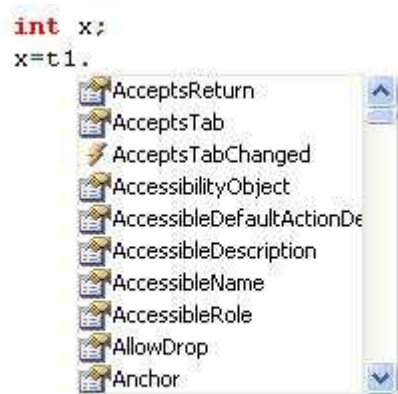 int x;
x=t1.
AcceptsReturn
AcceptsTab
AcceptsTabChanged
AccessibilityObject
AccessibleDefaultActionDe
AccessibleDescription
AccessibleName
AccessibleRole
AllowDrop
Anchor